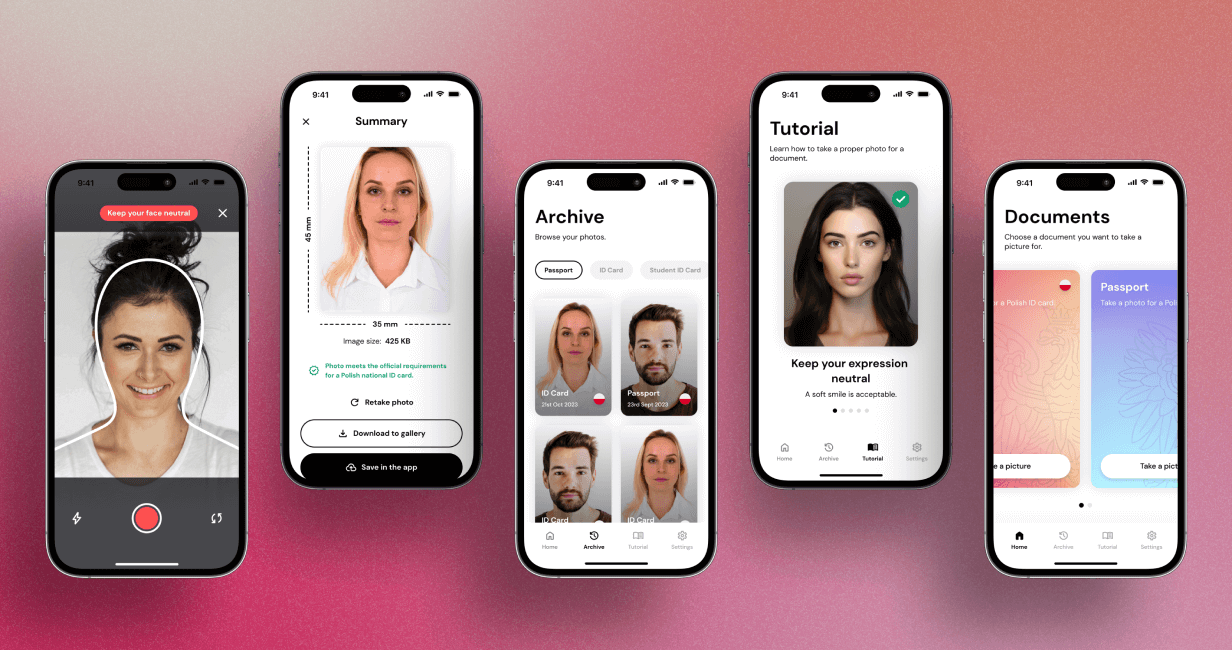 9:41
Keep your face neutral
9:41
Summary
45 mm
35 mm
Image size: 425 KB
Photo meets the official requirements
for a Polish national ID card.
Retake photo
Download to gallery
Save in the app
9:41
Archive
Browse your photos.
Passport
ID Card
Student ID Card
ID Card
21st Oct 2023
Passport
23rd Sept 2023
ID Card
ID Card
Home
Archive
Tutorial
Settings
9:41
Tutorial
Learn how to take a proper photo for a
document.
Keep your expression
neutral
A soft smile is acceptable.
Home
Archive
Tutorial
Settings
9:41
Documents
Choose a document you want to take a
picture for.
r a Polish ID card.
e a picture
Passport
Take a photo for a Poli
Take a pict
Home
Archive
Tutorial
Settings